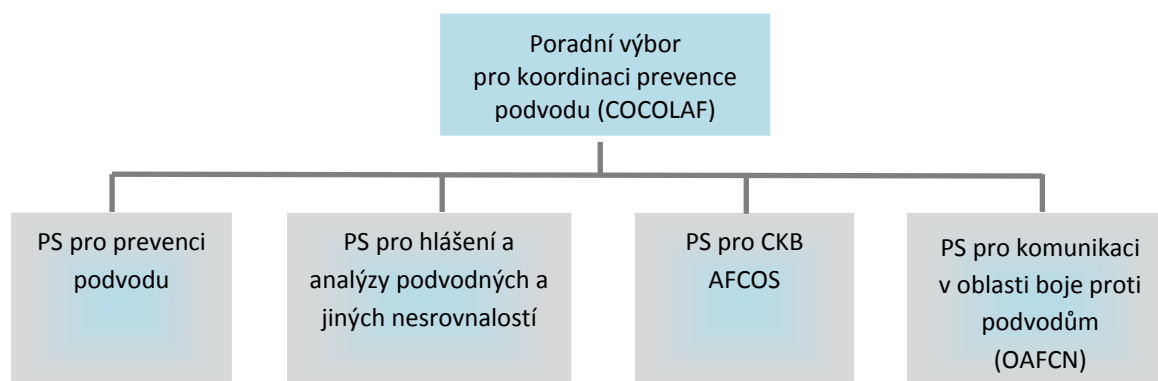 Poradní výbor
pro koordinaci prevence
podvodu (COCOLAF)
PS pro prevenci
podvodu
PS pro hlášení a
analýzy podvodných a
jiných nesrovnalostí
PS pro CKB
AFCOS
PS pro komunikaci
v oblasti boje proti
podvodům
(OAFCN)